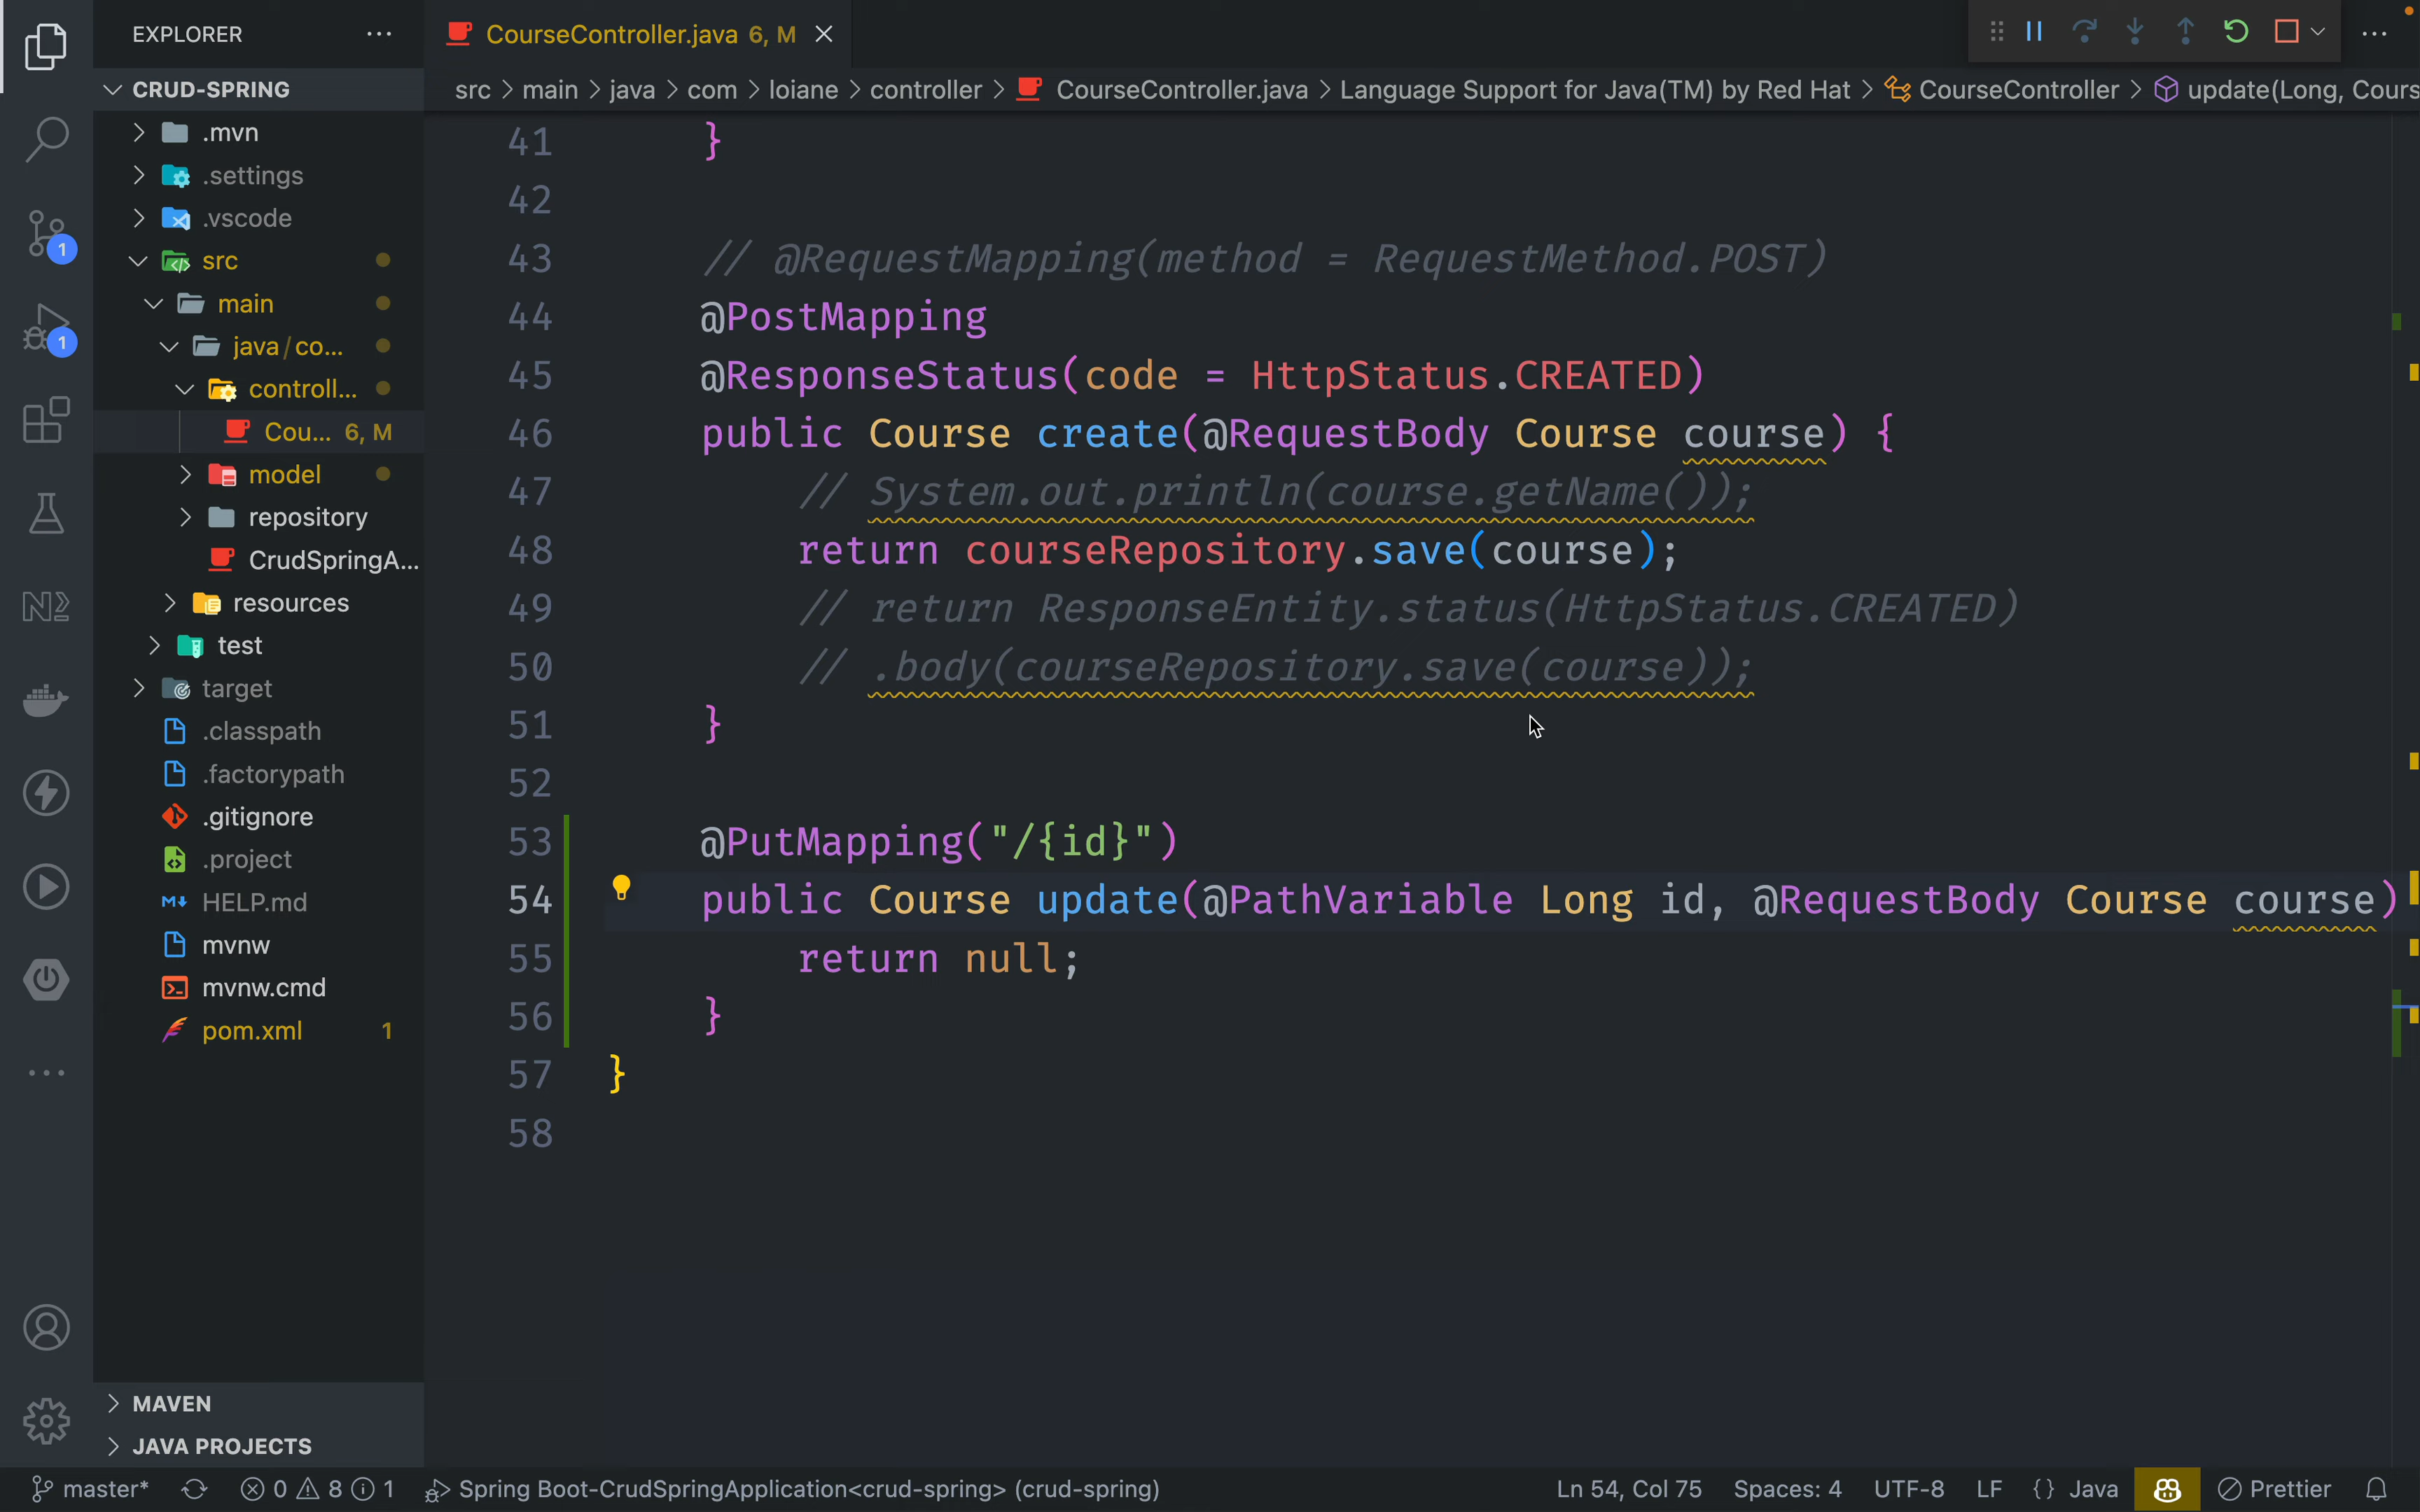 EXPLORER
CRUD-SPRING
.mvn
.settings
.vscode
src
main
java/co...
controll...
Cou... 6, M
model
repository
CrudSpringA...
resources
test
target
.classpath
.factorypath
.gitignore
.project
HELP.md
mvnw
mvnw.cmd
pom.xml 1
MAVEN
JAVA PROJECTS
1
1
CourseController.java 6, M
src > main > java > com > loiane > controller > CourseController.java > Language Support for Java(TM) by Red Hat > CourseController > update(Long, Cours
41 }
42
43 // @RequestMapping(method = RequestMethod.POST)
44 @PostMapping
45 @ResponseStatus(code = HttpStatus.CREATED)
46 public Course create(@RequestBody Course course) {
47 // System.out.println(course.getName());
48 return courseRepository.save(course);
49 // return ResponseEntity.status(HttpStatus.CREATED)
50 // .body(courseRepository.save(course));
51 }
52
53 @PutMapping("/{id}")
54 public Course update(@PathVariable Long id, @RequestBody Course course)
55 return null;
56 }
57 }
58
master* 0 8 1 Spring Boot-CrudSpringApplication<crud-spring> (crud-spring) Ln 54, Col 75 Spaces: 4 UTF-8 LF {} Java Prettier